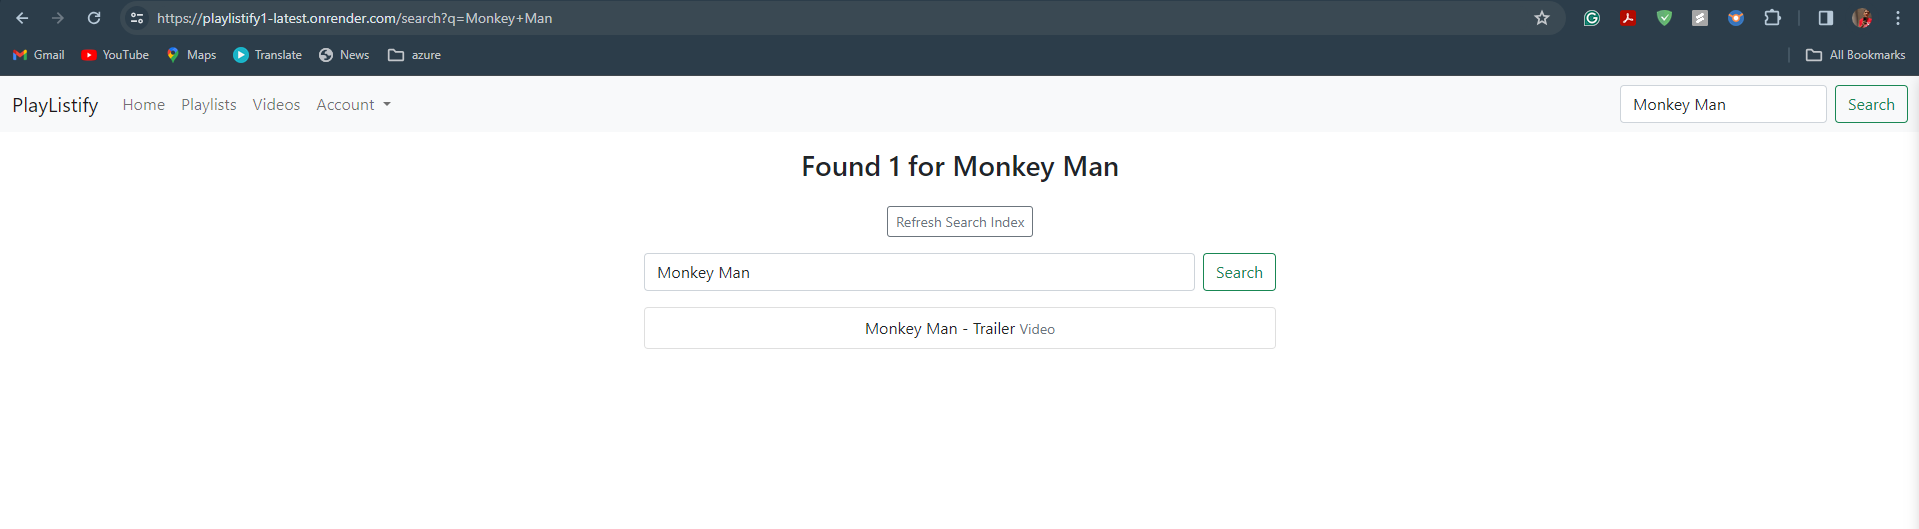 https://playlistify1-latest.onrender.com/search?q=Monkey+Man
Gmail YouTube Maps Translate News azure All Bookmarks
PlayListify Home Playlists Videos Account Monkey Man Search
Found 1 for Monkey Man
Refresh Search Index
Monkey Man Search
Monkey Man - Trailer Video